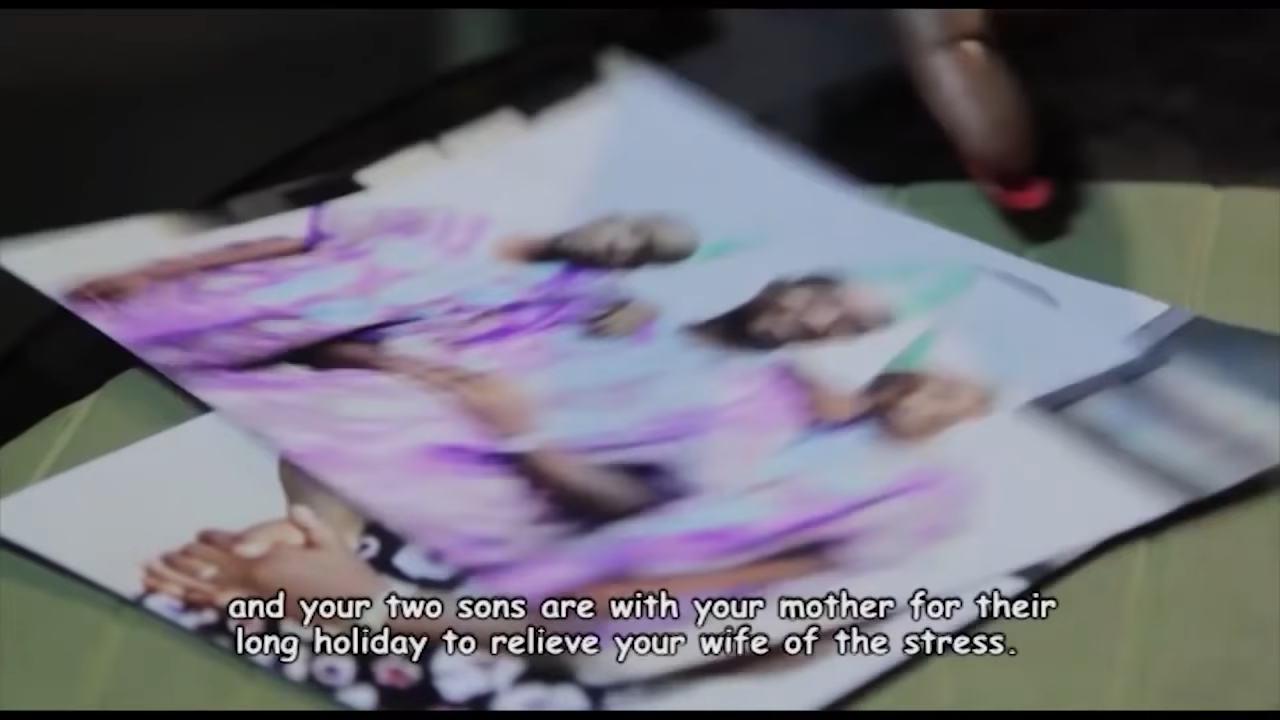 and your two sons are with your mother for their
long holiday to relieve your wife of the stress.